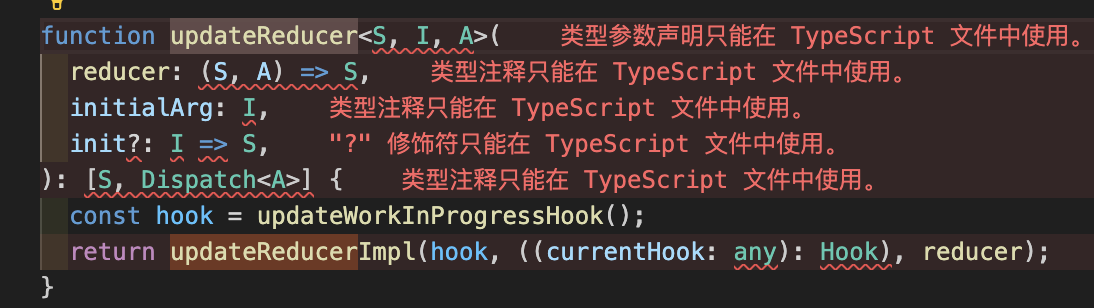 function updateReducer<S, I, A>(    类型参数声明只能在 TypeScript 文件中使用。
  reducer: (S, A) => S,    类型注释只能在 TypeScript 文件中使用。
  initialArg: I,    类型注释只能在 TypeScript 文件中使用。
  init?: I => S,    "?" 修饰符只能在 TypeScript 文件中使用。
): [S, Dispatch<A>] {    类型注释只能在 TypeScript 文件中使用。
  const hook = updateWorkInProgressHook();
  return updateReducerImpl(hook, ((currentHook: any): Hook), reducer);
}